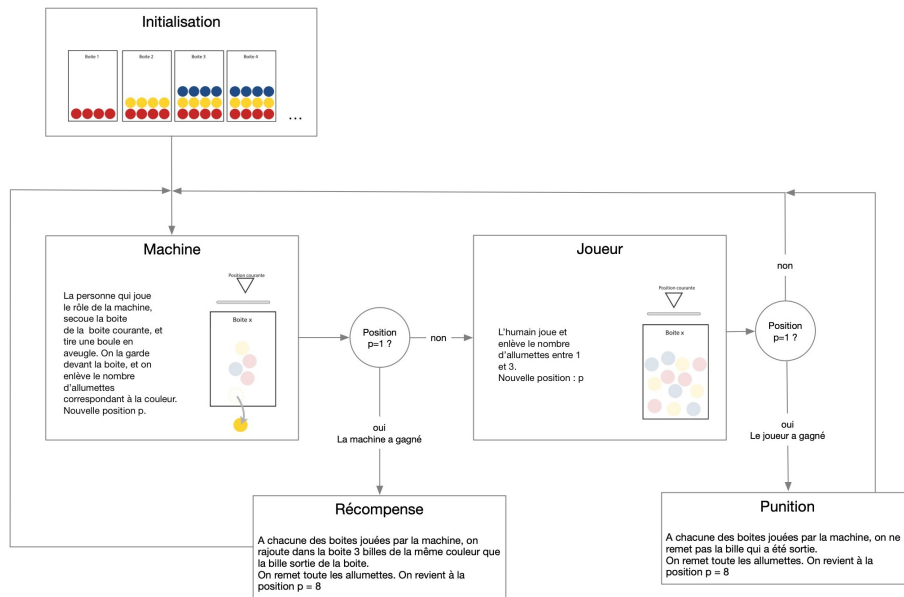 Initialisation
Boite 1
Boite 2
Boite 3
Boite 4
...
Machine
Position courante
La personne qui joue
le rôle de la machine,
secoue la boite
de la boite courante, et
tire une boule en
aveugle. On la garde
devant la boite, et on
enlève le nombre
d'allumettes
correspondant à la couleur.
Nouvelle position p.
Boite x
Position
p=1 ?
non
oui
La machine a gagné
Joueur
Position courante
L'humain joue et
enlève le nombre
d'allumettes entre 1
et 3.
Nouvelle position : p
Boite x
non
Position
p=1 ?
oui
Le joueur a gagné
Récompense
A chacune des boites jouées par la machine, on
rajoute dans la boite 3 billes de la même couleur que
la bille sortie de la boite.
On remet toute les allumettes. On revient à la
position p = 8
Punition
A chacune des boites jouées par la machine, on ne
remet pas la bille qui a été sortie.
On remet toute les allumettes. On revient à la
position p = 8